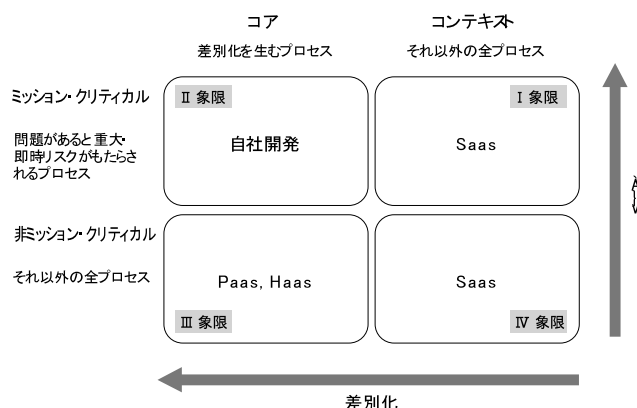 コア
コンテキスト
差別化を生むプロセス
それ以外の全プロセス
ミッション・クリティカル
問題があると重大・
即時リスクがもたらさ
れるプロセス
Ⅱ 象限
自社開発
Ⅰ 象限
Saas
非ミッション・クリティカル
それ以外の全プロセス
Paas, Haas
Ⅲ 象限
Saas
Ⅳ 象限
差別化